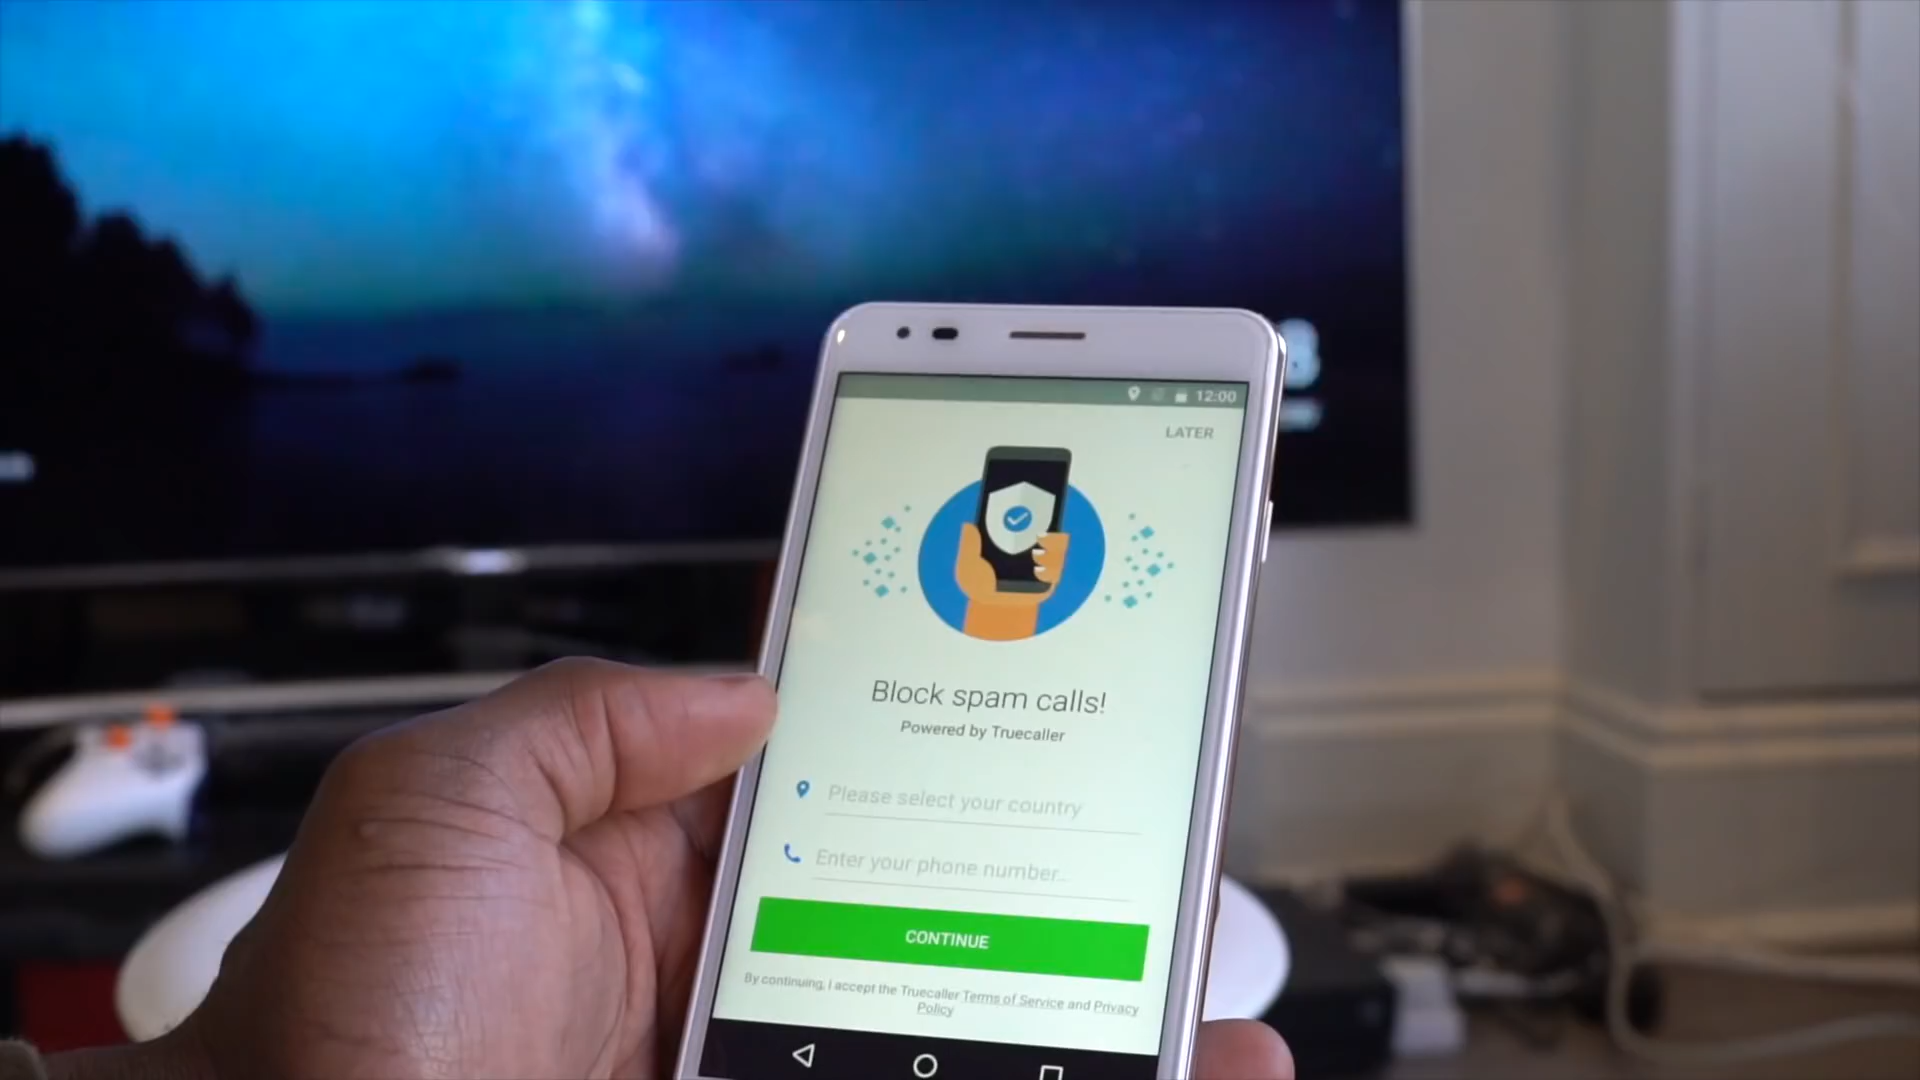 12:00
LATER
Block spam calls!
Powered by Truecaller
Please select your country
Enter your phone number...
CONTINUE
By continuing, I accept the Truecaller Terms of Service and Privacy
Policy